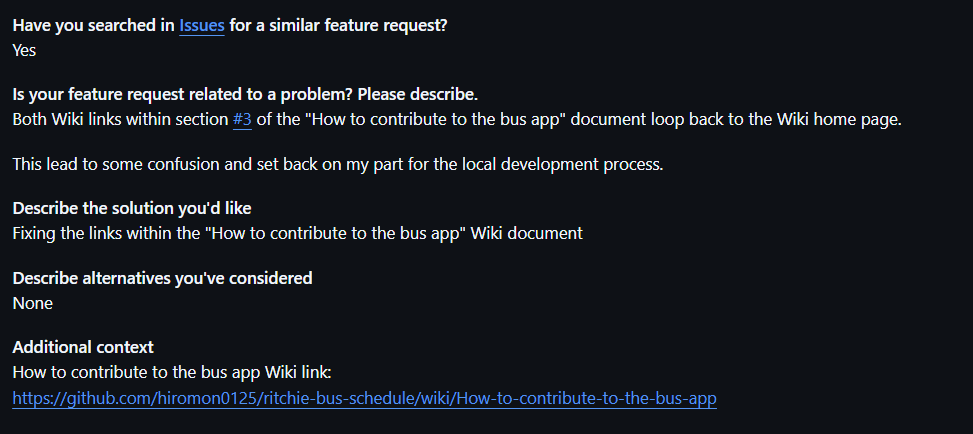 Have you searched in Issues for a similar feature request?
Yes
Is your feature request related to a problem? Please describe.
Both Wiki links within section #3 of the "How to contribute to the bus app" document loop back to the Wiki home page.
This lead to some confusion and set back on my part for the local development process.
Describe the solution you'd like
Fixing the links within the "How to contribute to the bus app" Wiki document
Describe alternatives you've considered
None
Additional context
How to contribute to the bus app Wiki link:
https://github.com/hiromon0125/ritchie-bus-schedule/wiki/How-to-contribute-to-the-bus-app